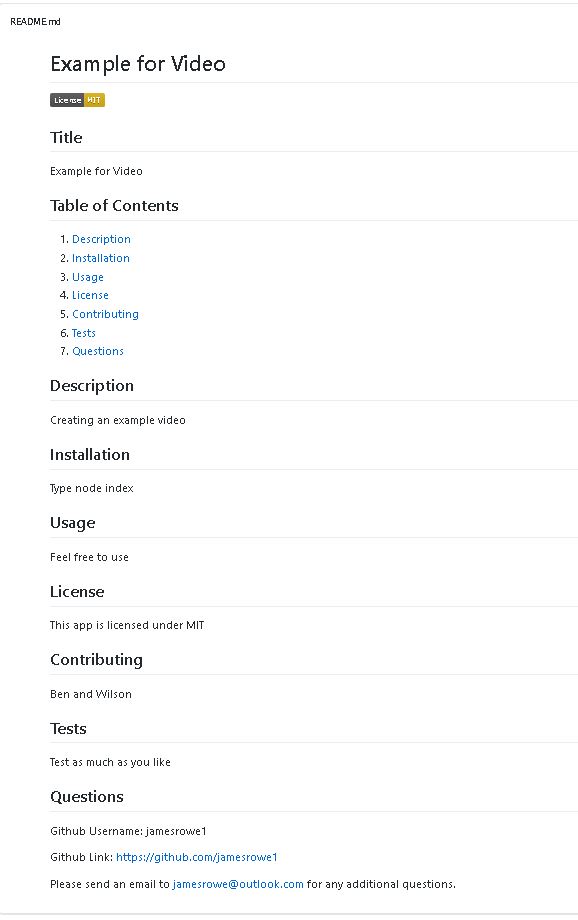 README.md
Example for Video
License MIT
Title
Example for Video
Table of Contents
1. Description
2. Installation
3. Usage
4. License
5. Contributing
6. Tests
7. Questions
Description
Creating an example video
Installation
Type node index
Usage
Feel free to use
License
This app is licensed under MIT
Contributing
Ben and Wilson
Tests
Test as much as you like
Questions
Github Username: jamesrowe1
Github Link: https://github.com/jamesrowe1
Please send an email to jamesrowe@outlook.com for any additional questions.